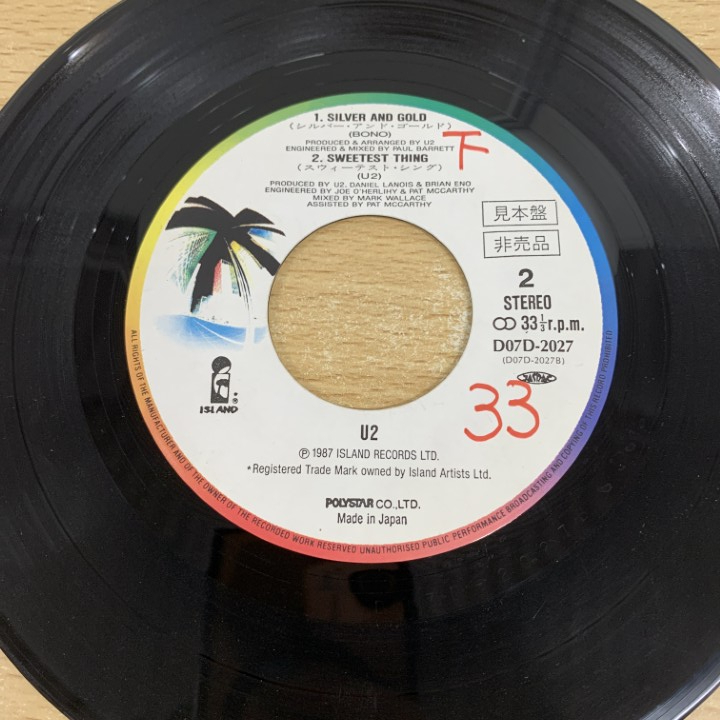 1. SILVER AND GOLD
(シルバー・アンド・ゴールド)
(BONO)
PRODUCED & ARRANGED BY U2
ENGINEERED & MIXED BY PAUL BARRETT
下
2. SWEETEST THING
(スウィーテスト・シング)
(U2)
PRODUCED BY U2, DANIEL LANOIS & BRIAN ENO
ENGINEERED BY JOE O'HERLIHY & PAT McCARTHY
MIXED BY MARK WALLACE
ASSISTED BY PAT McCARTHY
見本盤
非売品
2
STEREO
33 1/3 r.p.m.
D07D-2027
(D07D-2027B)
33
ISLAND
U2
Ⓟ 1987 ISLAND RECORDS LTD.
*Registered Trade Mark owned by Island Artists Ltd.
POLYSTAR CO.,LTD.
Made in Japan
ALL RIGHTS OF THE MANUFACTURER AND OF THE OWNER OF THE RECORDED WORK RESERVED UNAUTHORISED PUBLIC PERFORMANCE BROADCASTING AND COPYING OF THIS RECORD PROHIBITED